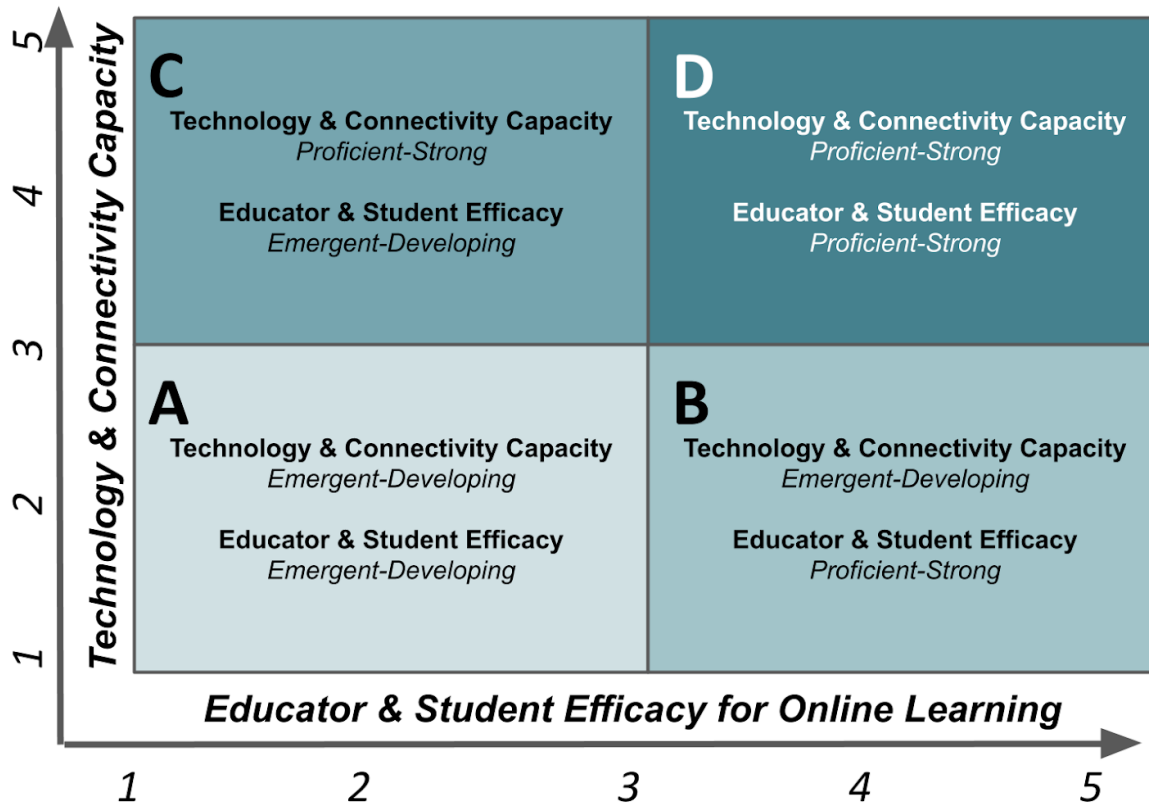 5
4
3
2
1
Technology & Connectivity Capacity
C
Technology & Connectivity Capacity
Proficient-Strong
Educator & Student Efficacy
Emergent-Developing
D
Technology & Connectivity Capacity
Proficient-Strong
Educator & Student Efficacy
Proficient-Strong
A
Technology & Connectivity Capacity
Emergent-Developing
Educator & Student Efficacy
Emergent-Developing
B
Technology & Connectivity Capacity
Emergent-Developing
Educator & Student Efficacy
Proficient-Strong
Educator & Student Efficacy for Online Learning
1 2 3 4 5